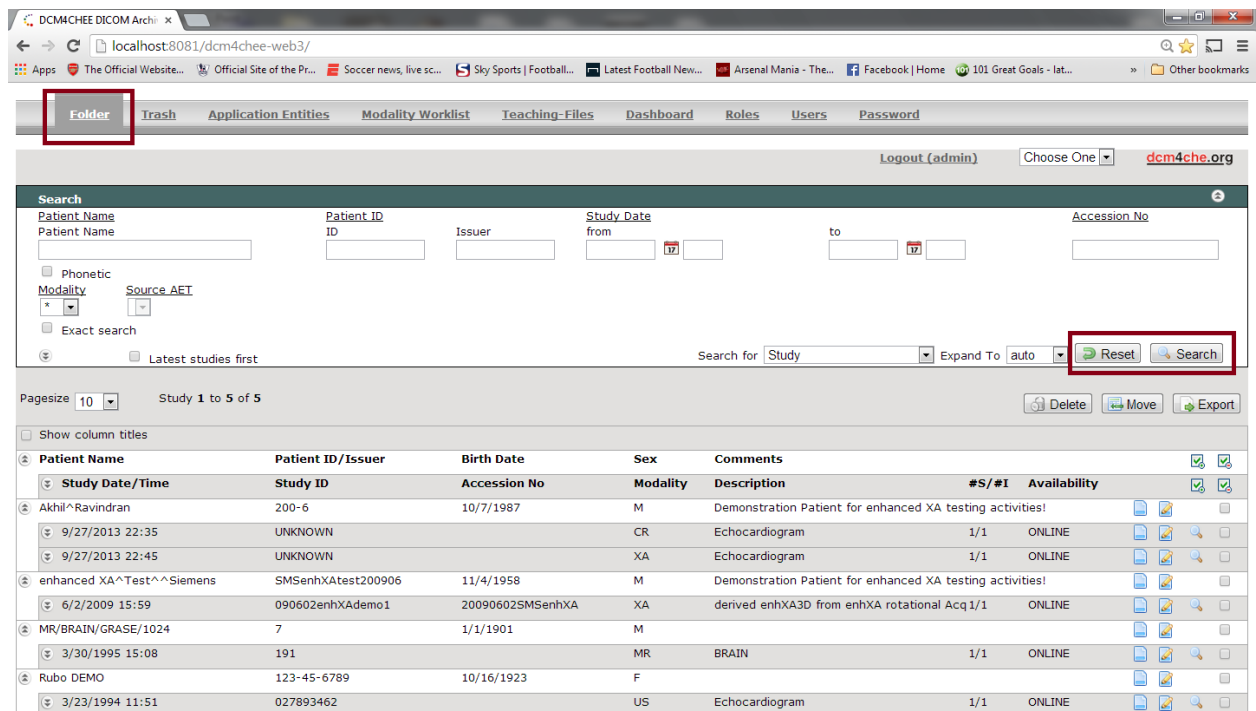 DCM4CHEE DICOM Archi
localhost:8081/dcm4chee-web3/
Apps The Official Website... Official Site of the Pr... Soccer news, live sc... Sky Sports | Football... Latest Football New... Arsenal Mania - The... Facebook | Home 101 Great Goals - lat... » Other bookmarks
Folder Trash Application Entities Modality Worklist Teaching-Files Dashboard Roles Users Password
Logout (admin) Choose One dcm4che.org
Search
Patient Name Patient ID Study Date Accession No
Patient Name ID Issuer from to
17 17
Phonetic
Modality Source AET
*
Exact search
Latest studies first Search for Study Expand To auto Reset Search
Pagesize 10 Study 1 to 5 of 5 Delete Move Export
Show column titles
Patient Name Patient ID/Issuer Birth Date Sex Comments
Study Date/Time Study ID Accession No Modality Description #S/#I Availability
Akhil^Ravindran 200-6 10/7/1987 M Demonstration Patient for enhanced XA testing activities!
9/27/2013 22:35 UNKNOWN CR Echocardiogram 1/1 ONLINE
9/27/2013 22:45 UNKNOWN XA Echocardiogram 1/1 ONLINE
enhanced XA^Test^^Siemens SMSenhXAtest200906 11/4/1958 M Demonstration Patient for enhanced XA testing activities!
6/2/2009 15:59 090602enhXAdemo1 20090602SMSenhXA XA derived enhXA3D from enhXA rotational Acq 1/1 ONLINE
MR/BRAIN/GRASE/1024 7 1/1/1901 M
3/30/1995 15:08 191 MR BRAIN 1/1 ONLINE
Rubo DEMO 123-45-6789 10/16/1923 F
3/23/1994 11:51 027893462 US Echocardiogram 1/1 ONLINE